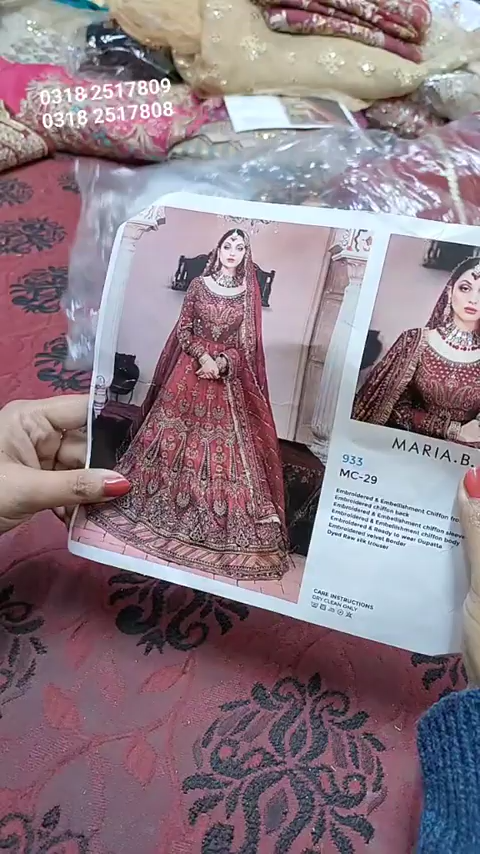 0318 2517809
0318 2517808
MARIA.B.
933
MC-29
Embroidered & Embellishment Chiffon fro
Embroidered chiffon back
Embroidered & Embellishment chiffon sleeve
Embroidered & Embellishment chiffon body
Embroidered & Ready to wear Dupatta
Embroidered velvet Border
Dyed Raw silk trouser
CARE INSTRUCTIONS
DRY CLEAN ONLY